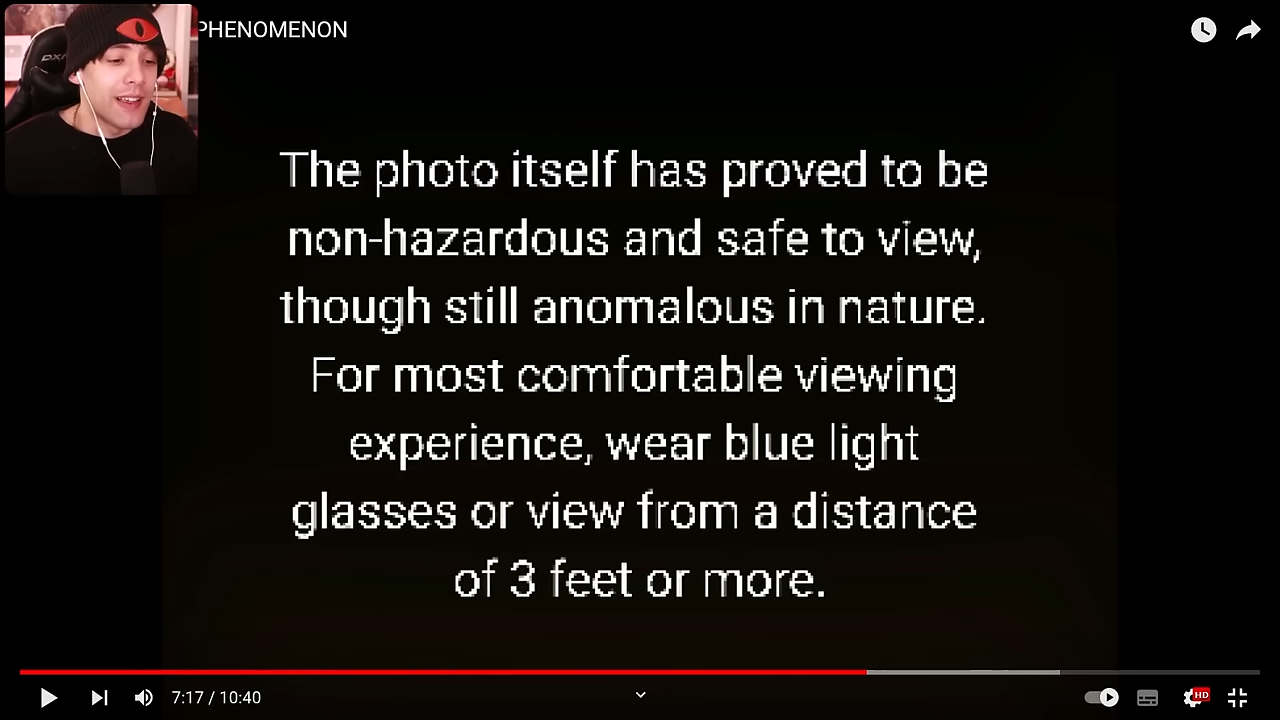 PHENOMENON
The photo itself has proved to be
non-hazardous and safe to view,
though still anomalous in nature.
For most comfortable viewing
experience, wear blue light
glasses or view from a distance
of 3 feet or more.
7:17 / 10:40
HD